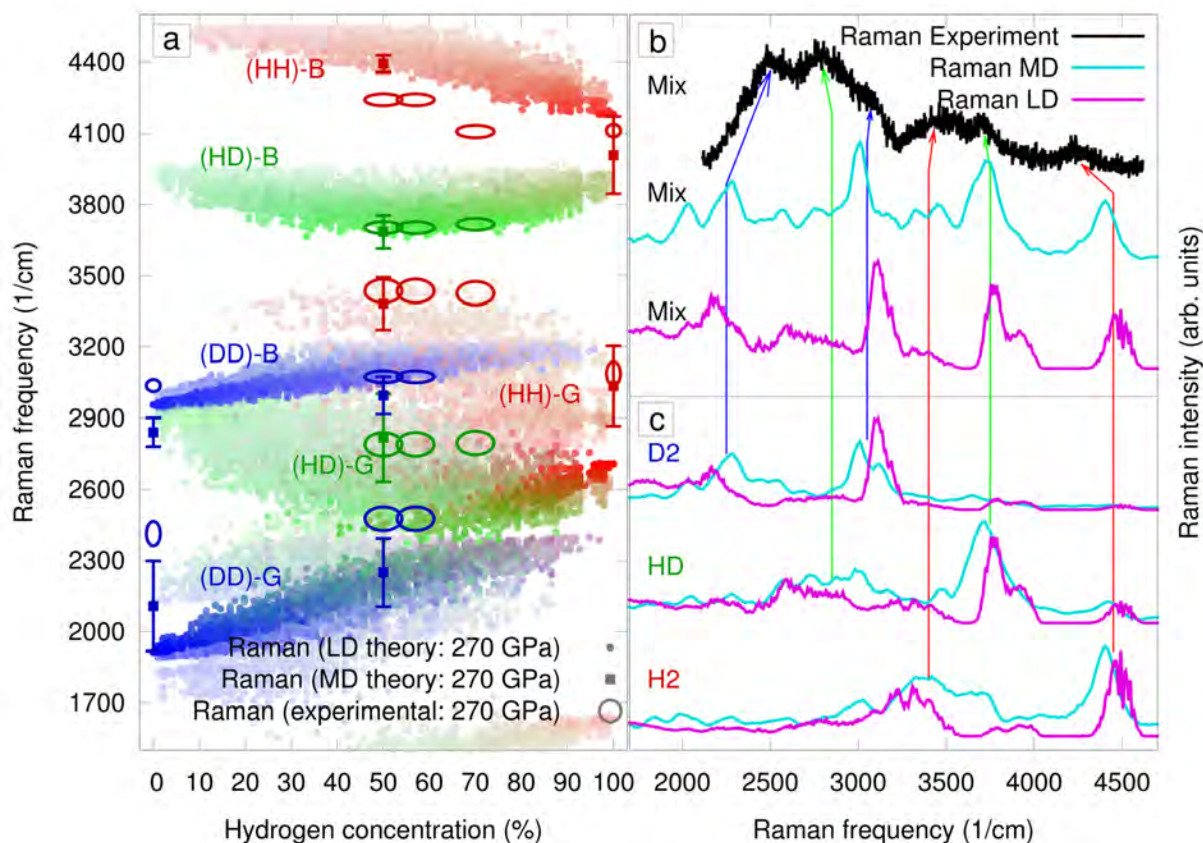 a
4400
4100
3800
3500
3200
2900
2600
2300
2000
1700
Raman frequency (1/cm)
(HH)-B
(HD)-B
(DD)-B
(HH)-G
(HD)-G
(DD)-G
Raman (LD theory: 270 GPa)
Raman (MD theory: 270 GPa)
Raman (experimental: 270 GPa)
0 10 20 30 40 50 60 70 80 90 100
Hydrogen concentration (%)
b
Raman Experiment
Raman MD
Raman LD
Mix
Mix
Mix
c
D2
HD
H2
2000 2500 3000 3500 4000 4500
Raman frequency (1/cm)
Raman intensity (arb. units)